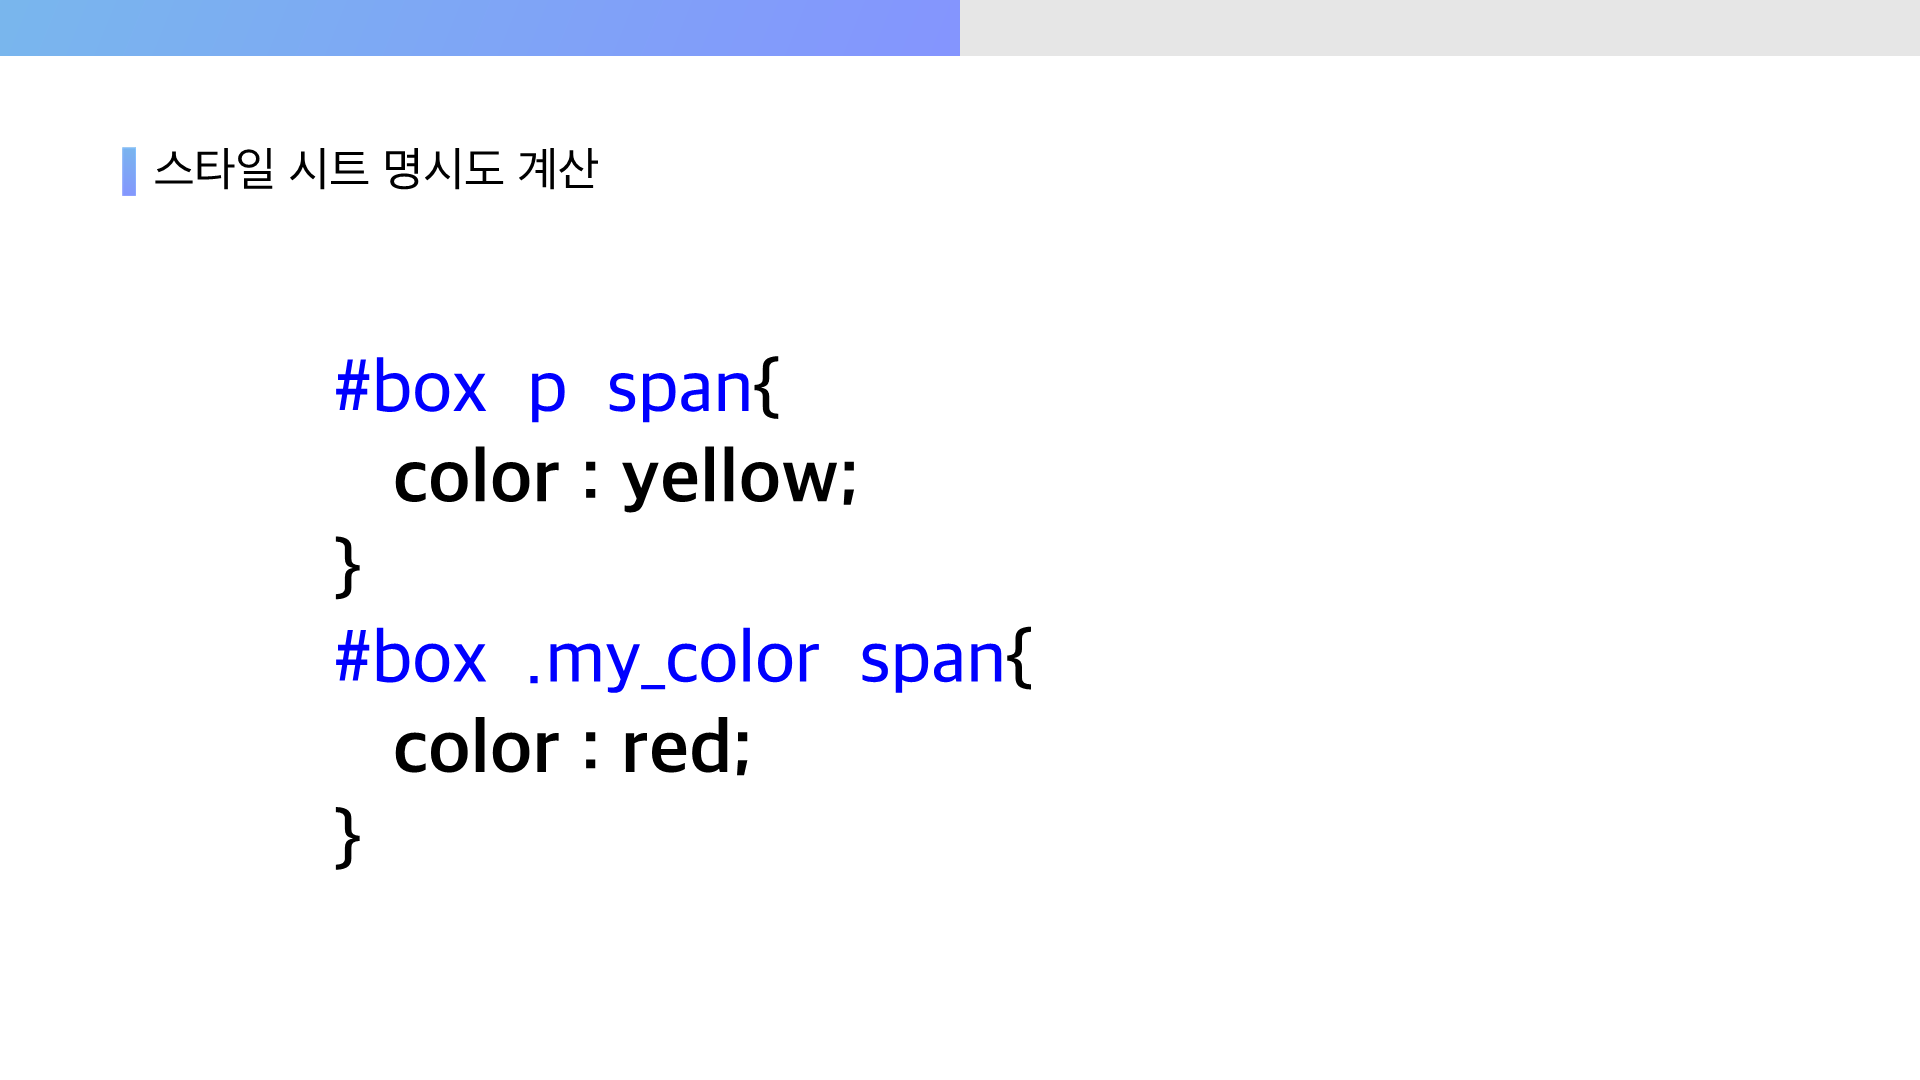 스타일 시트 명시도 계산
#box p span{
color : yellow;
}
#box .my_color span{
color : red;
}